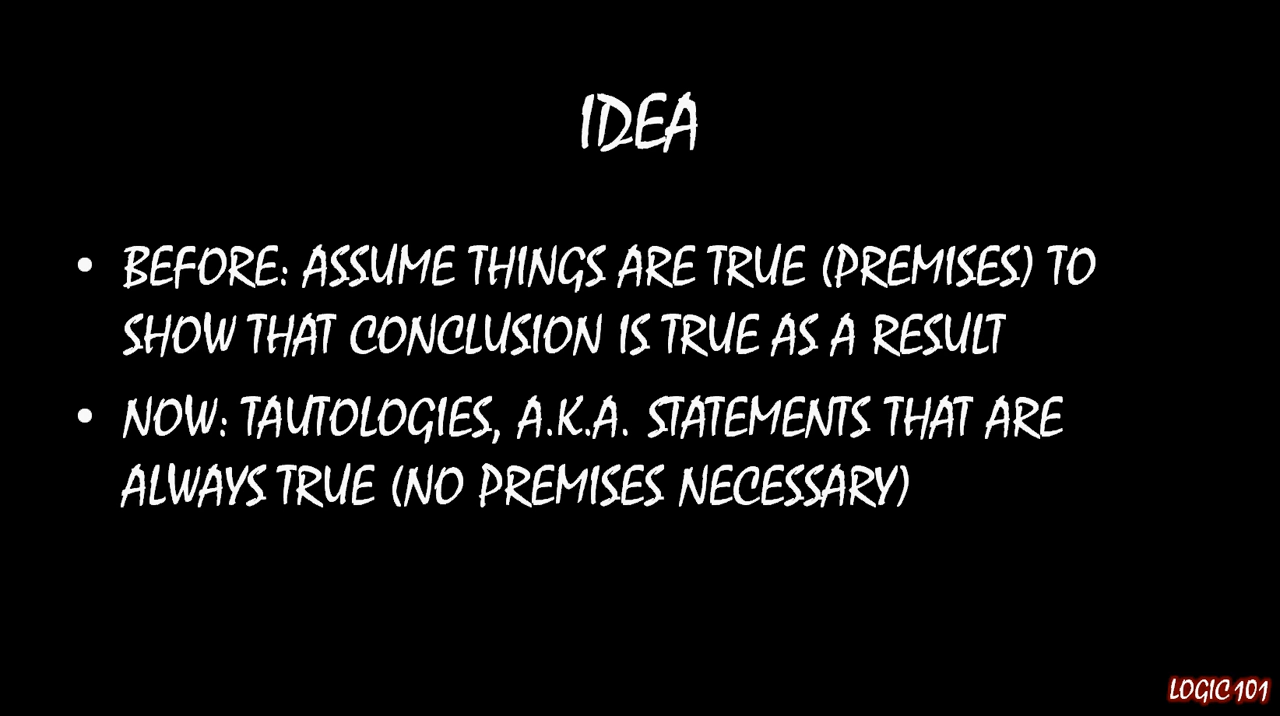 IDEA
• BEFORE: ASSUME THINGS ARE TRUE (PREMISES) TO
SHOW THAT CONCLUSION IS TRUE AS A RESULT
• NOW: TAUTOLOGIES, A.K.A. STATEMENTS THAT ARE
ALWAYS TRUE (NO PREMISES NECESSARY)
LOGIC 101